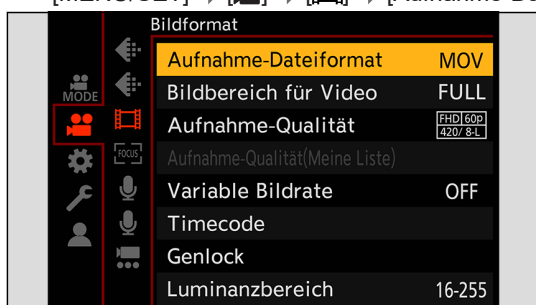 Bildformat
Aufnahme-Dateiformat MOV
MODE
Bildbereich für Video FULL
Aufnahme-Qualität FHD 60p 420/ 8-L
FOCUS
Aufnahme-Qualität(Meine Liste)
Variable Bildrate OFF
Timecode
Genlock
Luminanzbereich 16-255